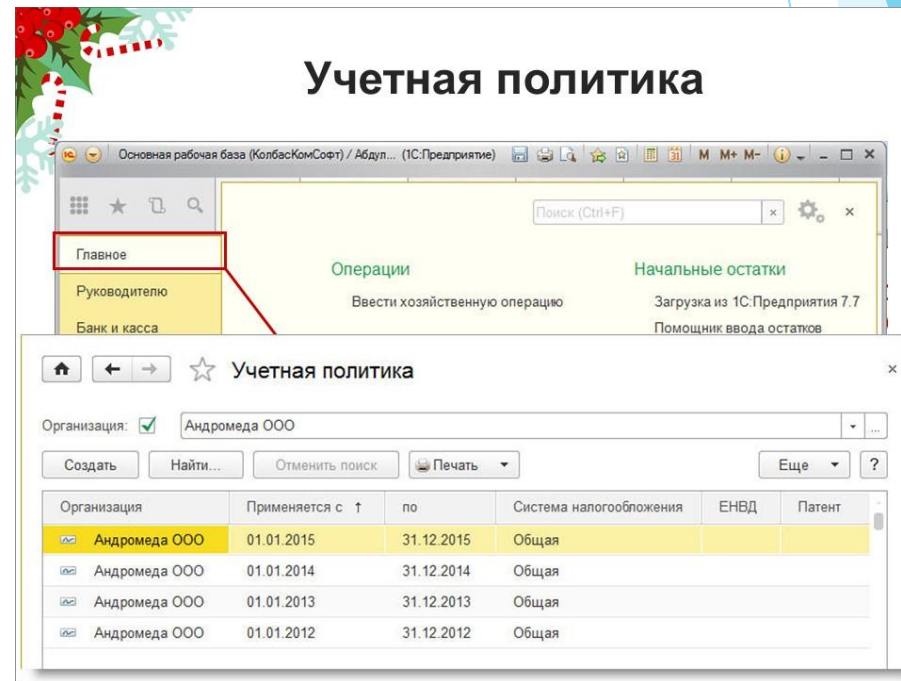 Учетная политика
Основная рабочая база (КолбасКомСофт) / Абдул... (1С:Предприятие) M M+ M-
Поиск (Ctrl+F)
Главное
Операции Начальные остатки
Руководителю
Ввести хозяйственную операцию Загрузка из 1С:Предприятия 7.7
Банк и касса Помощник ввода остатков
Учетная политика
Организация: Андромеда ООО
Создать Найти... Отменить поиск Печать Еще ?
Организация Применяется с ↑ по Система налогообложения ЕНВД Патент
Андромеда ООО 01.01.2015 31.12.2015 Общая
Андромеда ООО 01.01.2014 31.12.2014 Общая
Андромеда ООО 01.01.2013 31.12.2013 Общая
Андромеда ООО 01.01.2012 31.12.2012 Общая